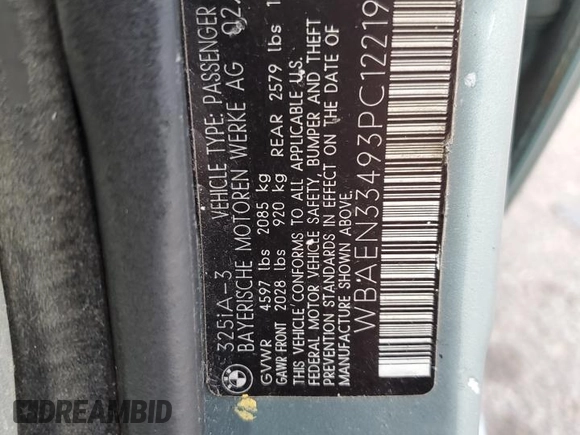 325iA-3
VEHICLE TYPE: PASSENGER
BAYERISCHE MOTOREN WERKE AG
GVWR 4597 lbs 2085 kg
GAWR FRONT 2028 lbs 920 kg REAR 2579 lbs
THIS VEHICLE CONFORMS TO ALL APPLICABLE U.S.
FEDERAL MOTOR VEHICLE SAFETY, BUMPER AND THEFT
PREVENTION STANDARDS IN EFFECT ON THE DATE OF
MANUFACTURE SHOWN ABOVE.
WBAEN33493PC12219
DREAMBID